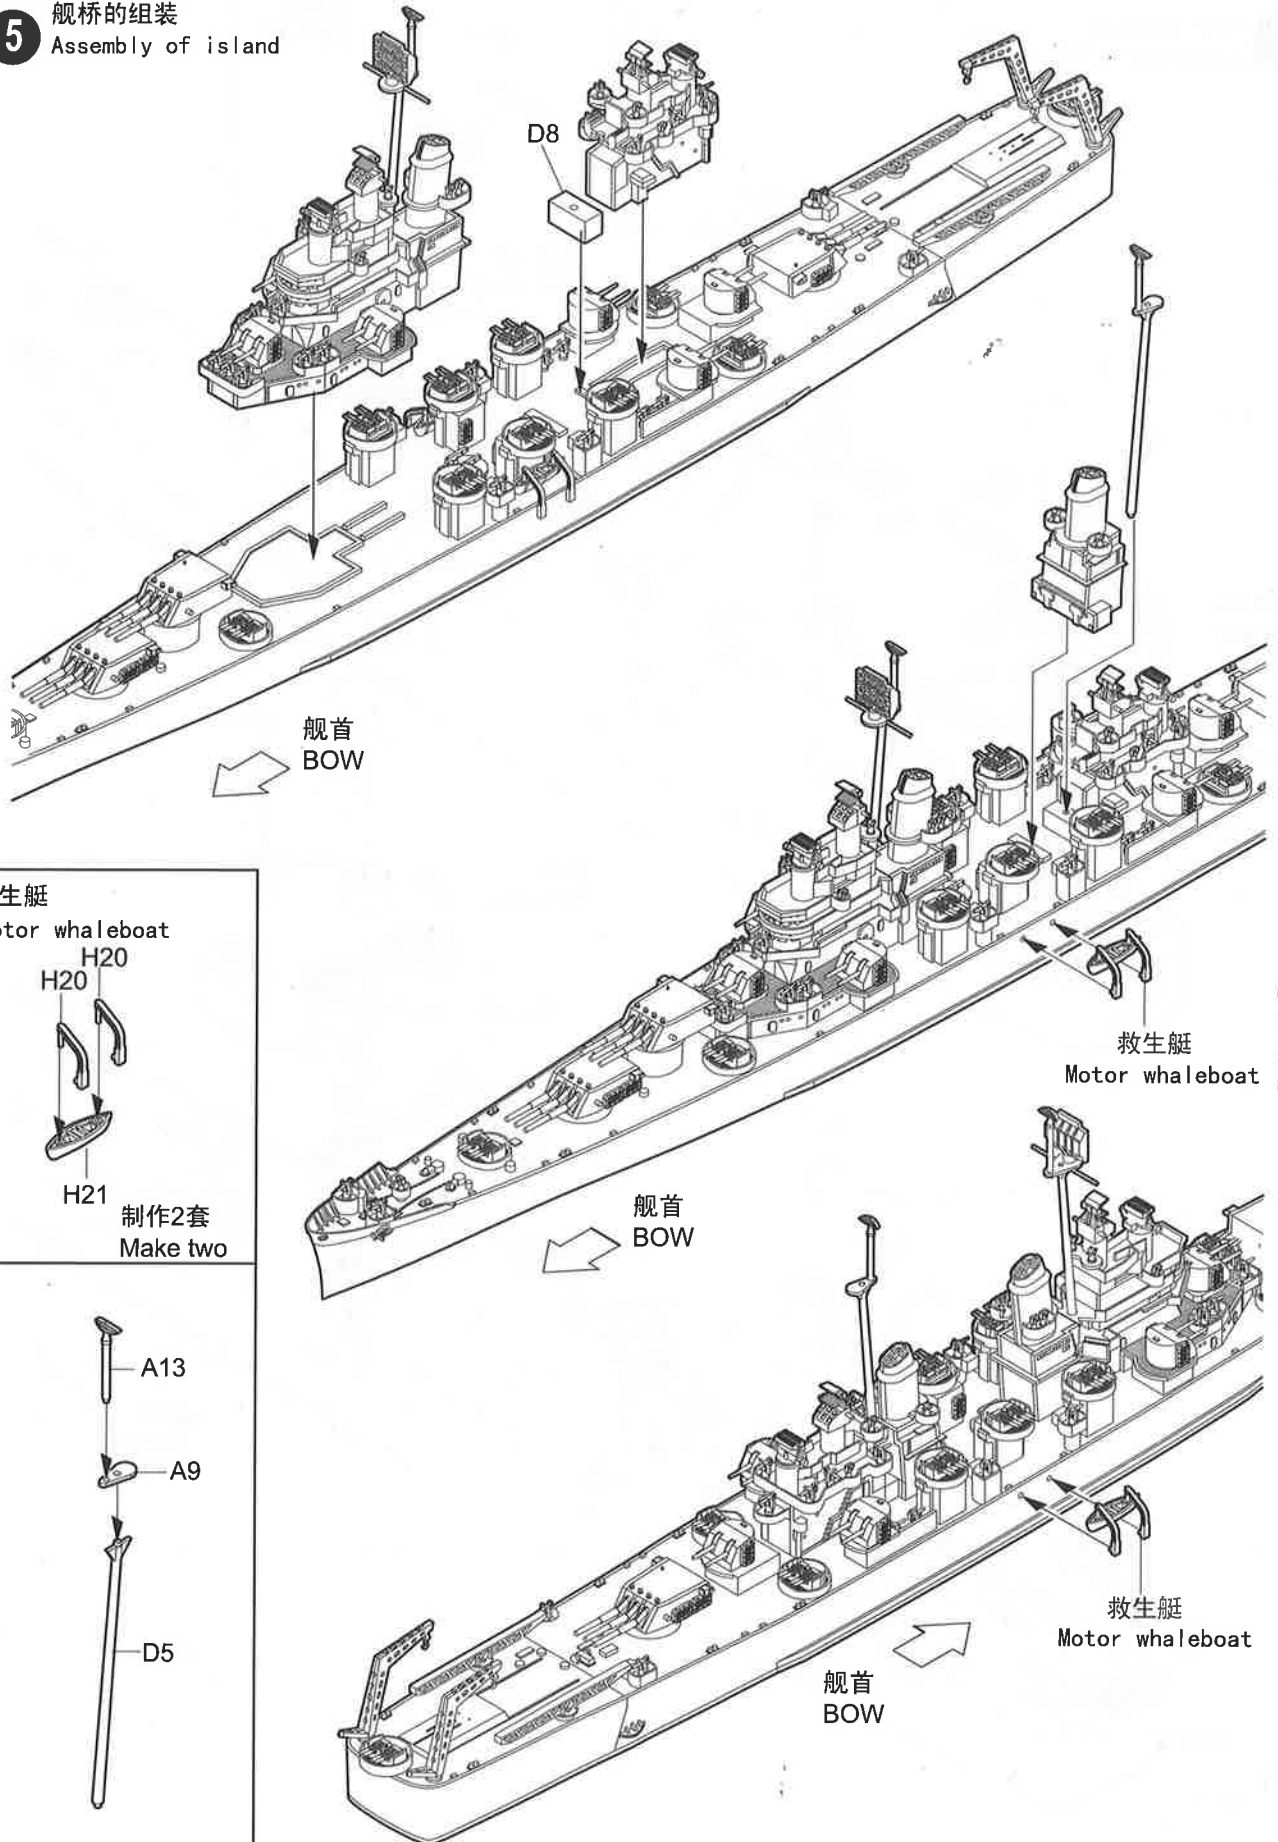 5
舰桥的组装
Assembly of island
D8
舰首
BOW
生艇
otor whaleboat
H20
H20
H21
制作2套
Make two
救生艇
Motor whaleboat
舰首
BOW
A13
A9
D5
救生艇
Motor whaleboat
舰首
BOW